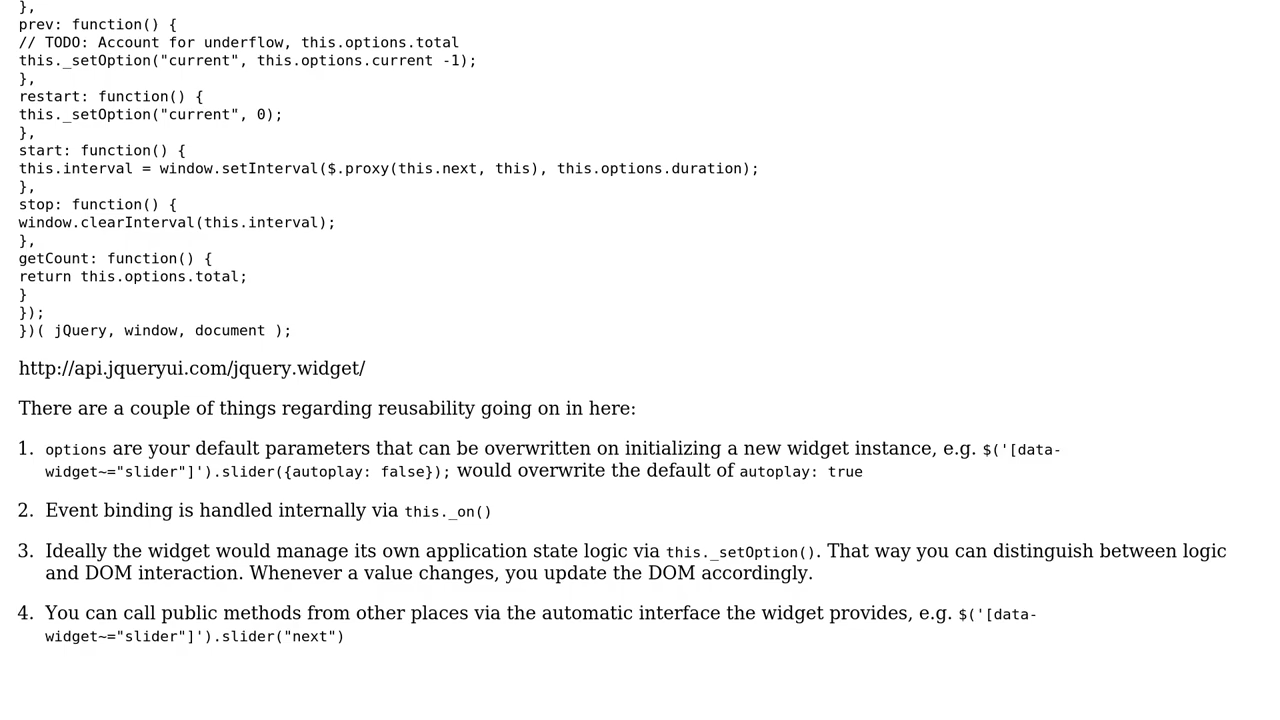 },
prev: function() {
// TODO: Account for underflow, this.options.total
this._setOption("current", this.options.current -1);
},
restart: function() {
this._setOption("current", 0);
},
start: function() {
this.interval = window.setInterval($.proxy(this.next, this), this.options.duration);
},
stop: function() {
window.clearInterval(this.interval);
},
getCount: function() {
return this.options.total;
}
});
})( jQuery, window, document );
http://api.jqueryui.com/jquery.widget/
There are a couple of things regarding reusability going on in here:
1. options are your default parameters that can be overwritten on initializing a new widget instance, e.g. $('[data-
widget~="slider"]').slider({autoplay: false}); would overwrite the default of autoplay: true
2. Event binding is handled internally via this._on()
3. Ideally the widget would manage its own application state logic via this._setOption(). That way you can distinguish between logic
and DOM interaction. Whenever a value changes, you update the DOM accordingly.
4. You can call public methods from other places via the automatic interface the widget provides, e.g. $('[data-
widget~="slider"]').slider("next")